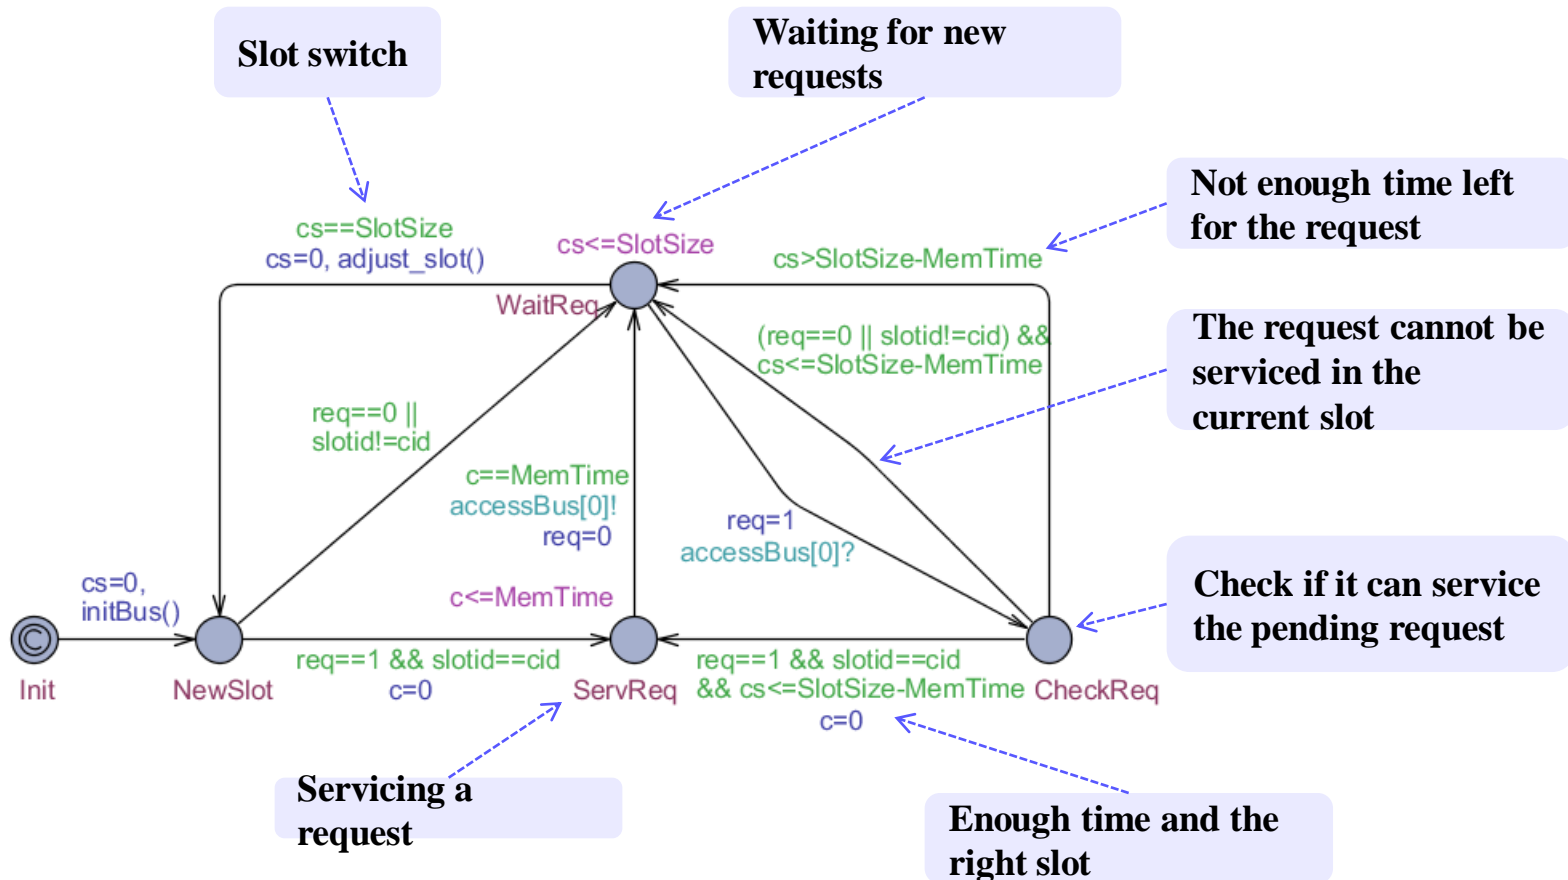 Slot switch
Waiting for new
requests
Not enough time left
for the request
cs==SlotSize
cs=0, adjust_slot()
cs<=SlotSize
cs>SlotSize-MemTime
WaitReq
The request cannot be
serviced in the
current slot
(req==0 || slotid!=cid) &&
cs<=SlotSize-MemTime
req==0 ||
slotid!=cid
c==MemTime
accessBus[0]!
req=0
req=1
accessBus[0]?
Check if it can service
the pending request
cs=0,
initBus()
c<=MemTime
C
Init
NewSlot
req==1 && slotid==cid
c=0
ServReq
req==1 && slotid==cid
&& cs<=SlotSize-MemTime
c=0
CheckReq
Servicing a
request
Enough time and the
right slot